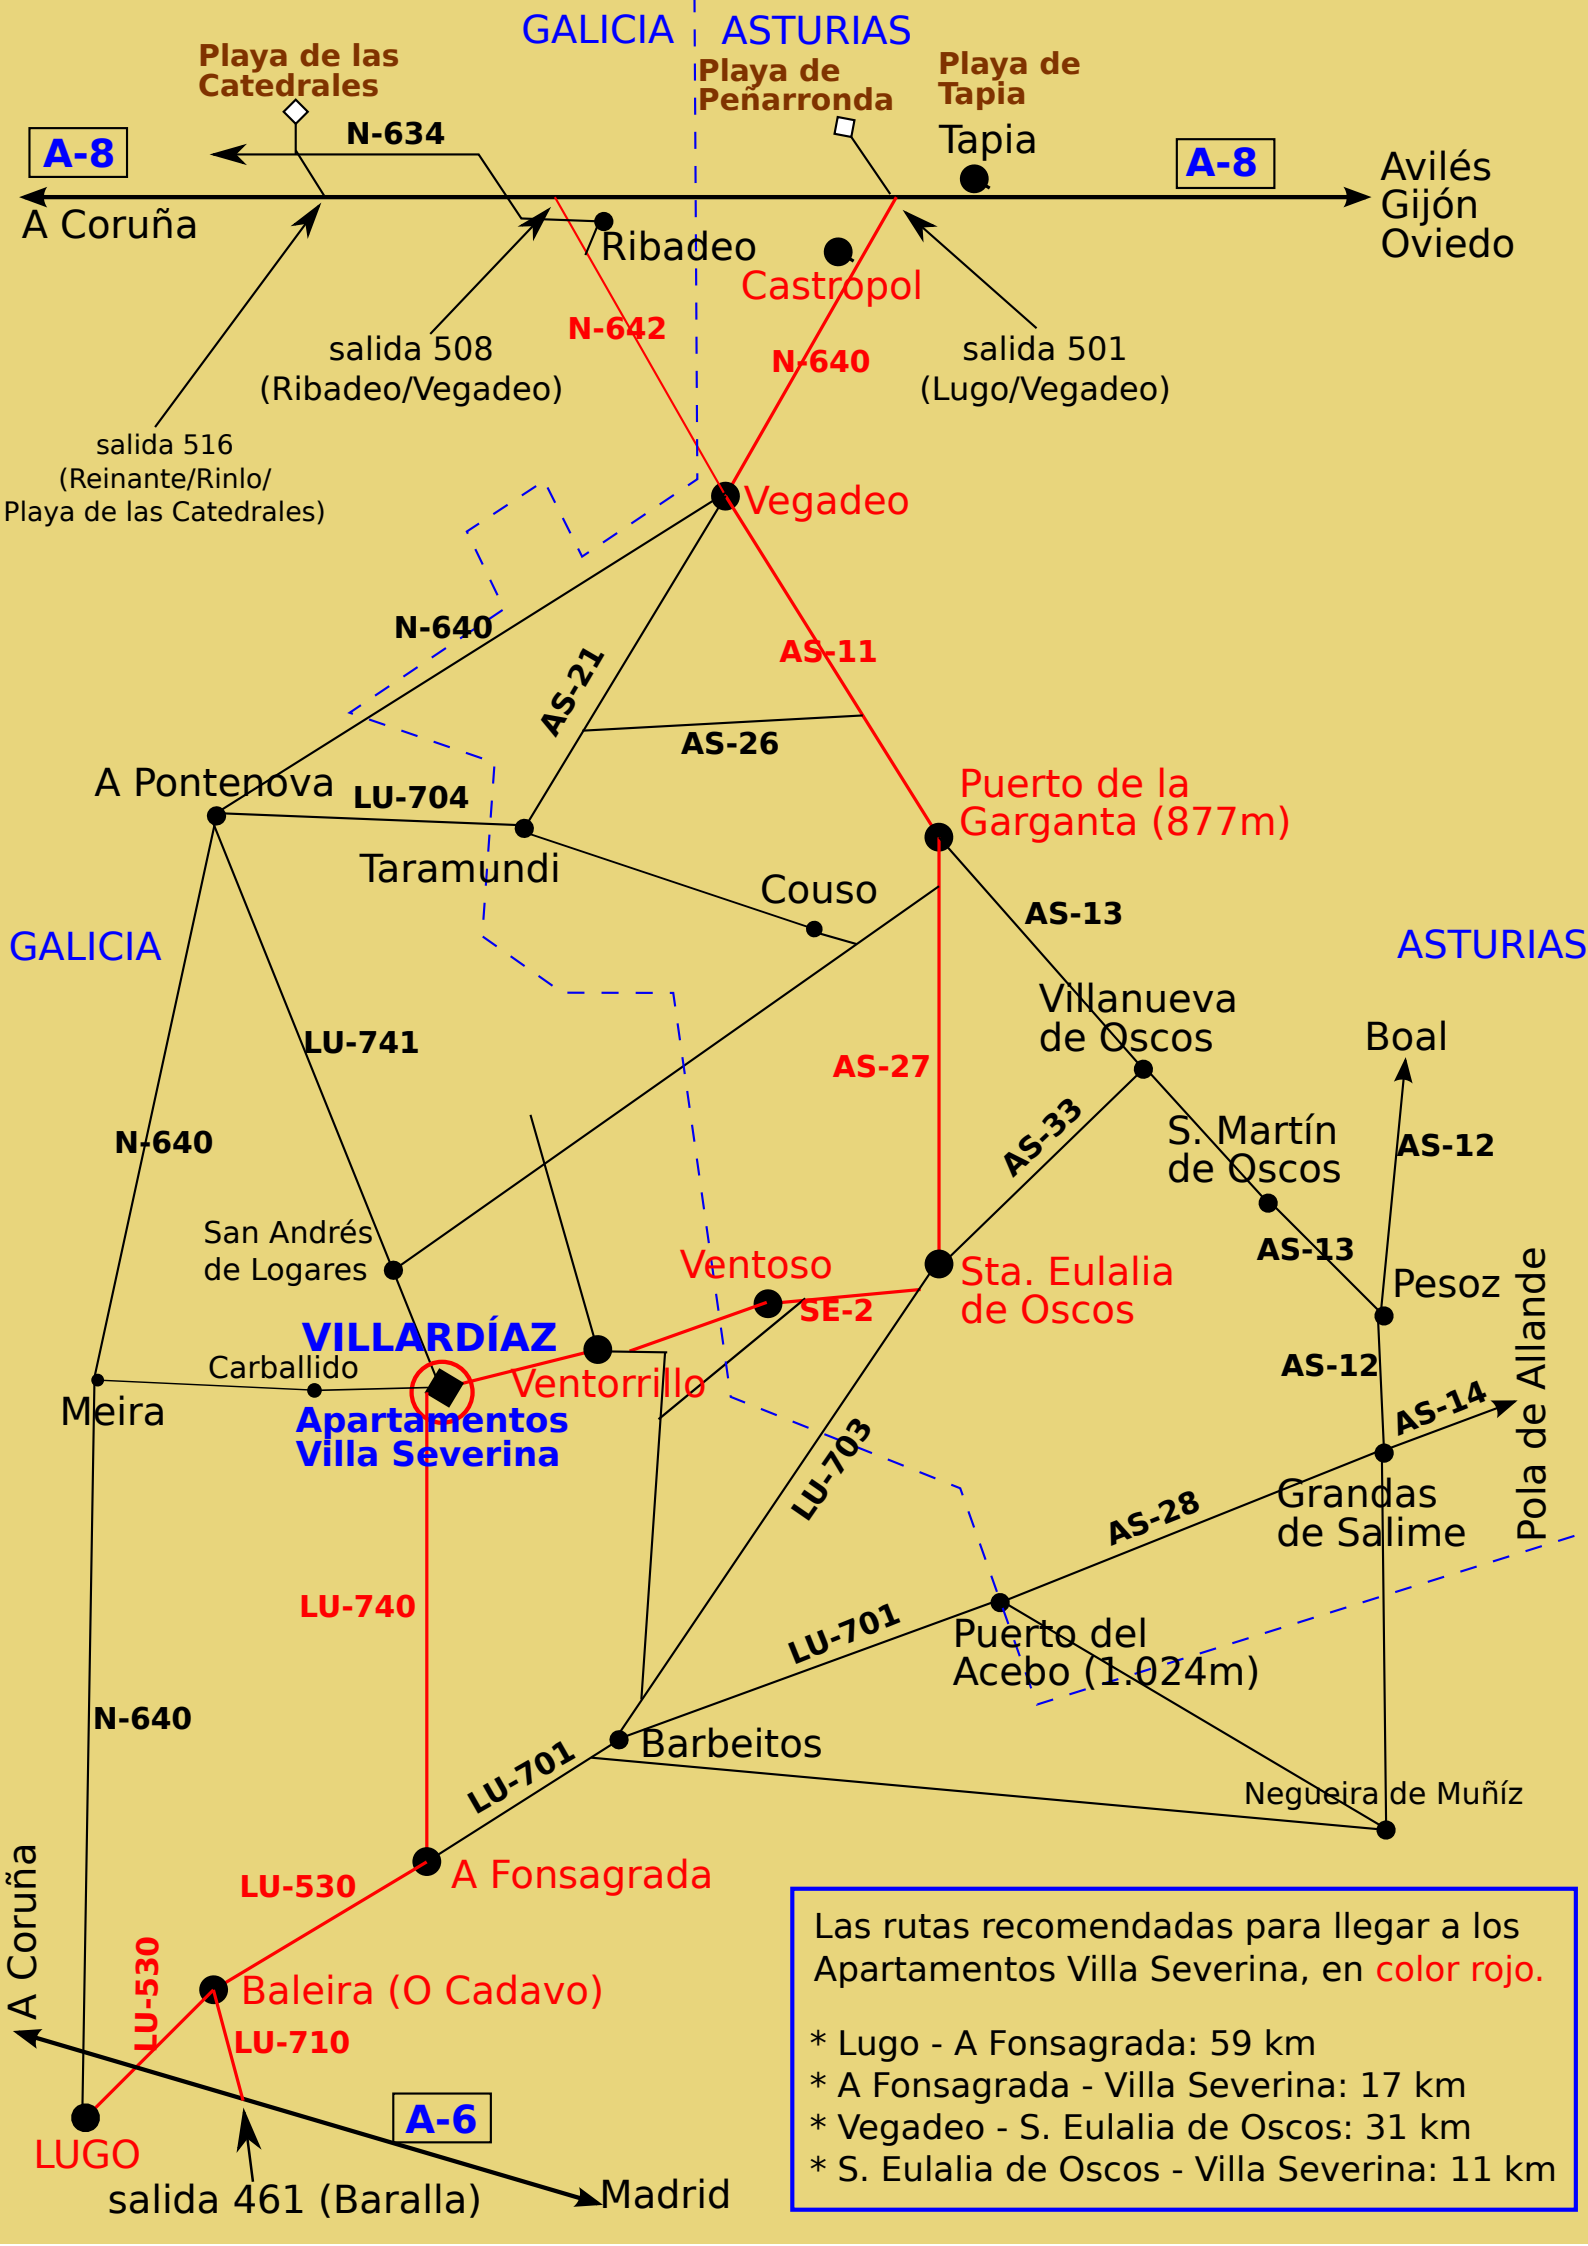 GALICIA
ASTURIAS
Playa de las
Catedrales
Playa de
Peñarronda
Playa de
Tapia
Tapia
A-8
N-634
A-8
Avilés
Gijón
Oviedo
A Coruña
Ribadeo
Castropol
N-642
N-640
salida 508
(Ribadeo/Vegadeo)
salida 501
(Lugo/Vegadeo)
salida 516
(Reinante/Rinlo/
Playa de las Catedrales)
Vegadeo
N-640
AS-21
AS-11
AS-26
A Pontenova
LU-704
Puerto de la
Garganta (877m)
Taramundi
Couso
AS-13
GALICIA
ASTURIAS
Villanueva
de Oscos
Boal
LU-741
AS-27
N-640
AS-33
S. Martín
de Oscos
AS-12
San Andrés
de Logares
AS-13
Ventoso
Sta. Eulalia
de Oscos
Pesoz
SE-2
VILLARDÍAZ
Carballido
Ventorrillo
AS-12
Pola de Allande
Meira
Apartamentos
Villa Severina
AS-14
LU-703
Grandas
de Salime
AS-28
LU-740
LU-701
Puerto del
Acebo (1.024m)
N-640
Barbeitos
LU-701
Negueira de Muñíz
A Fonsagrada
LU-530
A Coruña
LU-530
Baleira (O Cadavo)
LU-710
A-6
LUGO
salida 461 (Baralla)
Madrid
Las rutas recomendadas para llegar a los
Apartamentos Villa Severina, en color rojo.
* Lugo - A Fonsagrada: 59 km
* A Fonsagrada - Villa Severina: 17 km
* Vegadeo - S. Eulalia de Oscos: 31 km
* S. Eulalia de Oscos - Villa Severina: 11 km